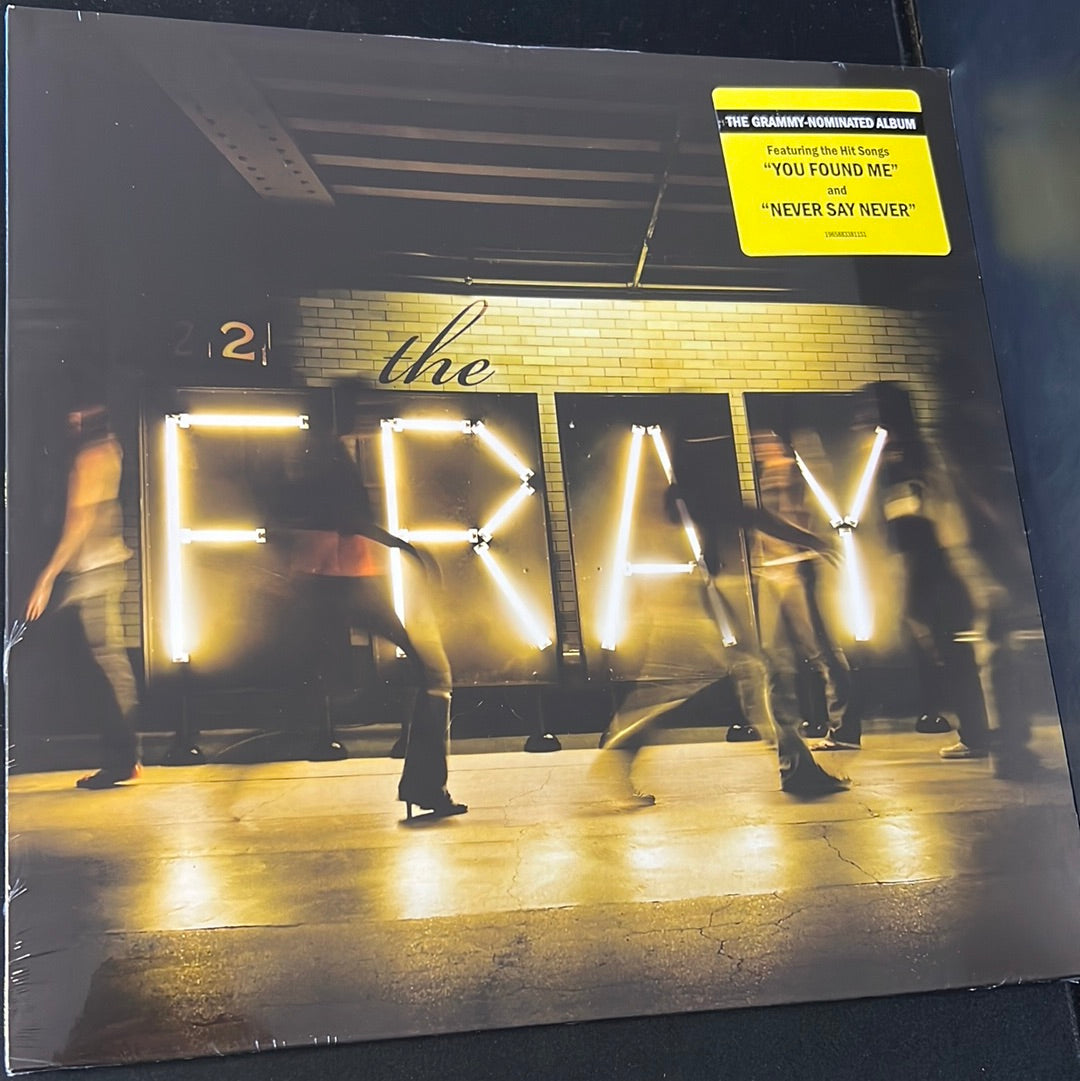 THE GRAMMY-NOMINATED ALBUM
Featuring the Hit Songs
“YOU FOUND ME”
and
“NEVER SAY NEVER”
2
the
FRAY